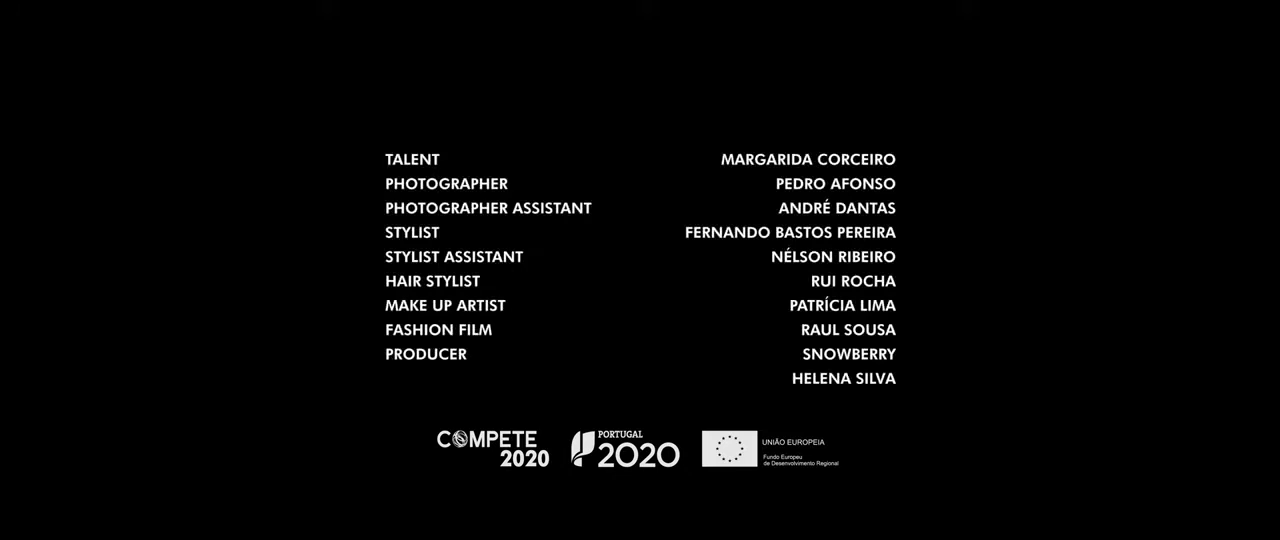 TALENT MARGARIDA CORCEIRO
PHOTOGRAPHER PEDRO AFONSO
PHOTOGRAPHER ASSISTANT ANDRÉ DANTAS
STYLIST FERNANDO BASTOS PEREIRA
STYLIST ASSISTANT NÉLSON RIBEIRO
HAIR STYLIST RUI ROCHA
MAKE UP ARTIST PATRÍCIA LIMA
FASHION FILM RAUL SOUSA
PRODUCER SNOWBERRY
HELENA SILVA
COMPETE
2020
PORTUGAL
2020
UNIÃO EUROPEIA
Fundo Europeu
de Desenvolvimento Regional